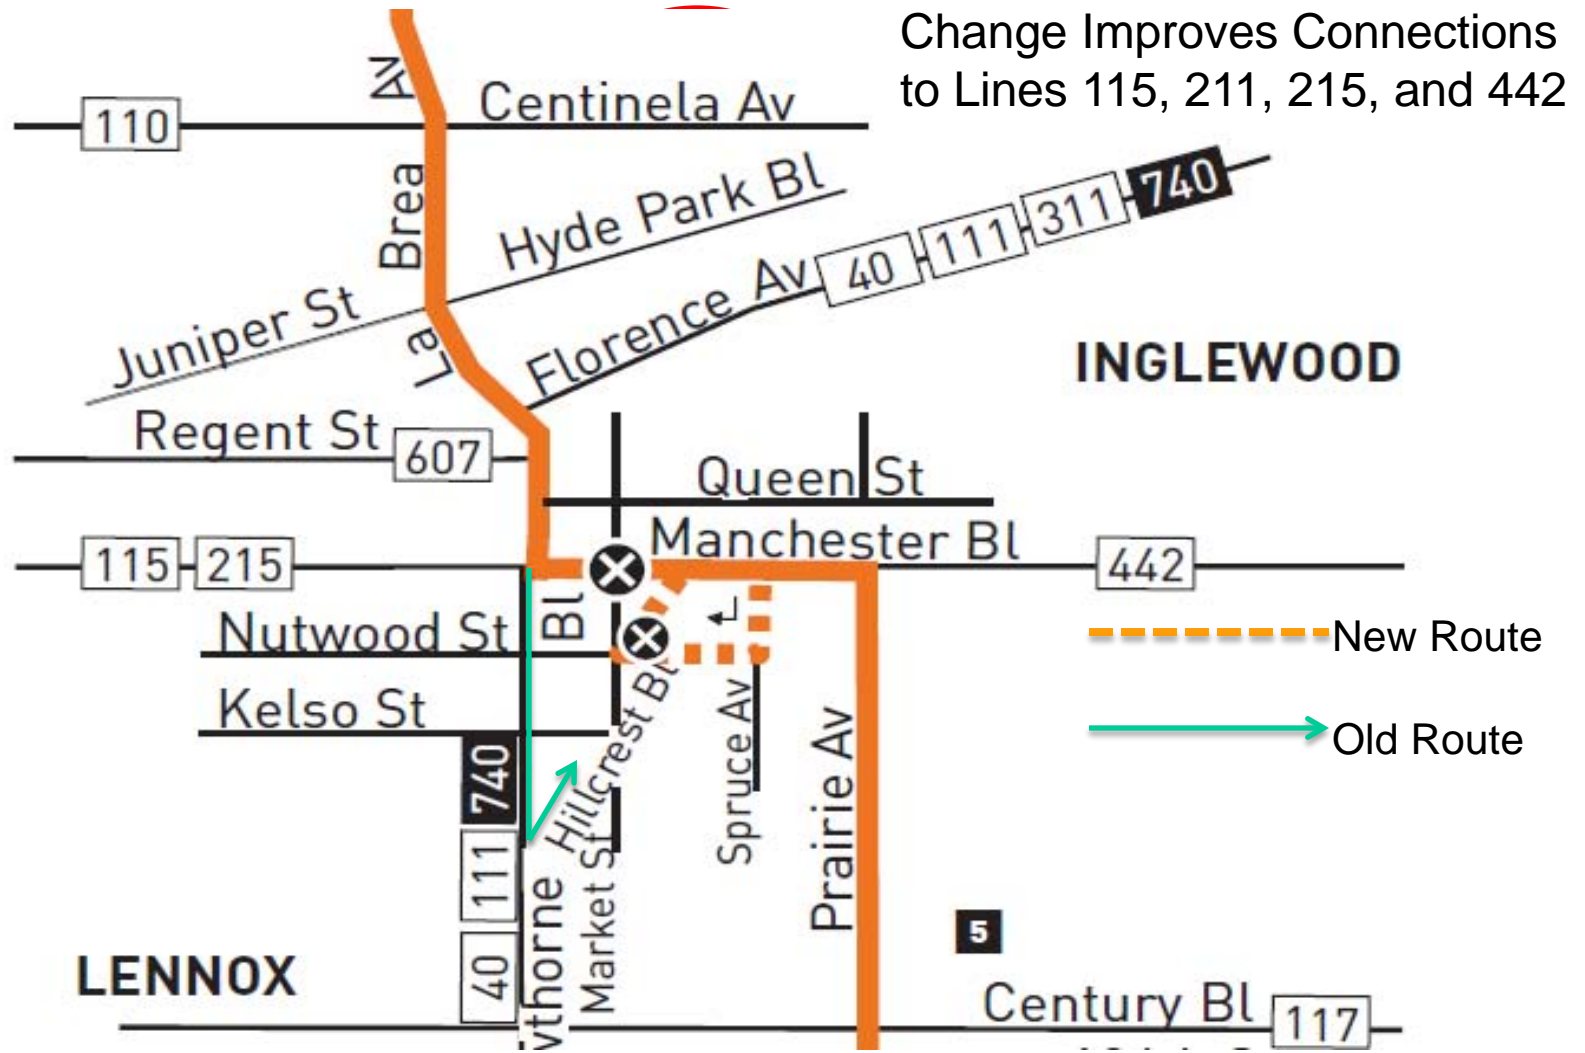 Change Improves Connections
to Lines 115, 211, 215, and 442
La Brea Av
Centinela Av
110
Hyde Park Bl
Juniper St
Florence Av
40
111
311
740
INGLEWOOD
Regent St
607
Queen St
Manchester Bl
115
215
442
Bl
Nutwood St
New Route
Kelso St
Old Route
Hillcrest Bl
Market St
Spruce Av
Prairie Av
740
111
40
5
LENNOX
Century Bl
117